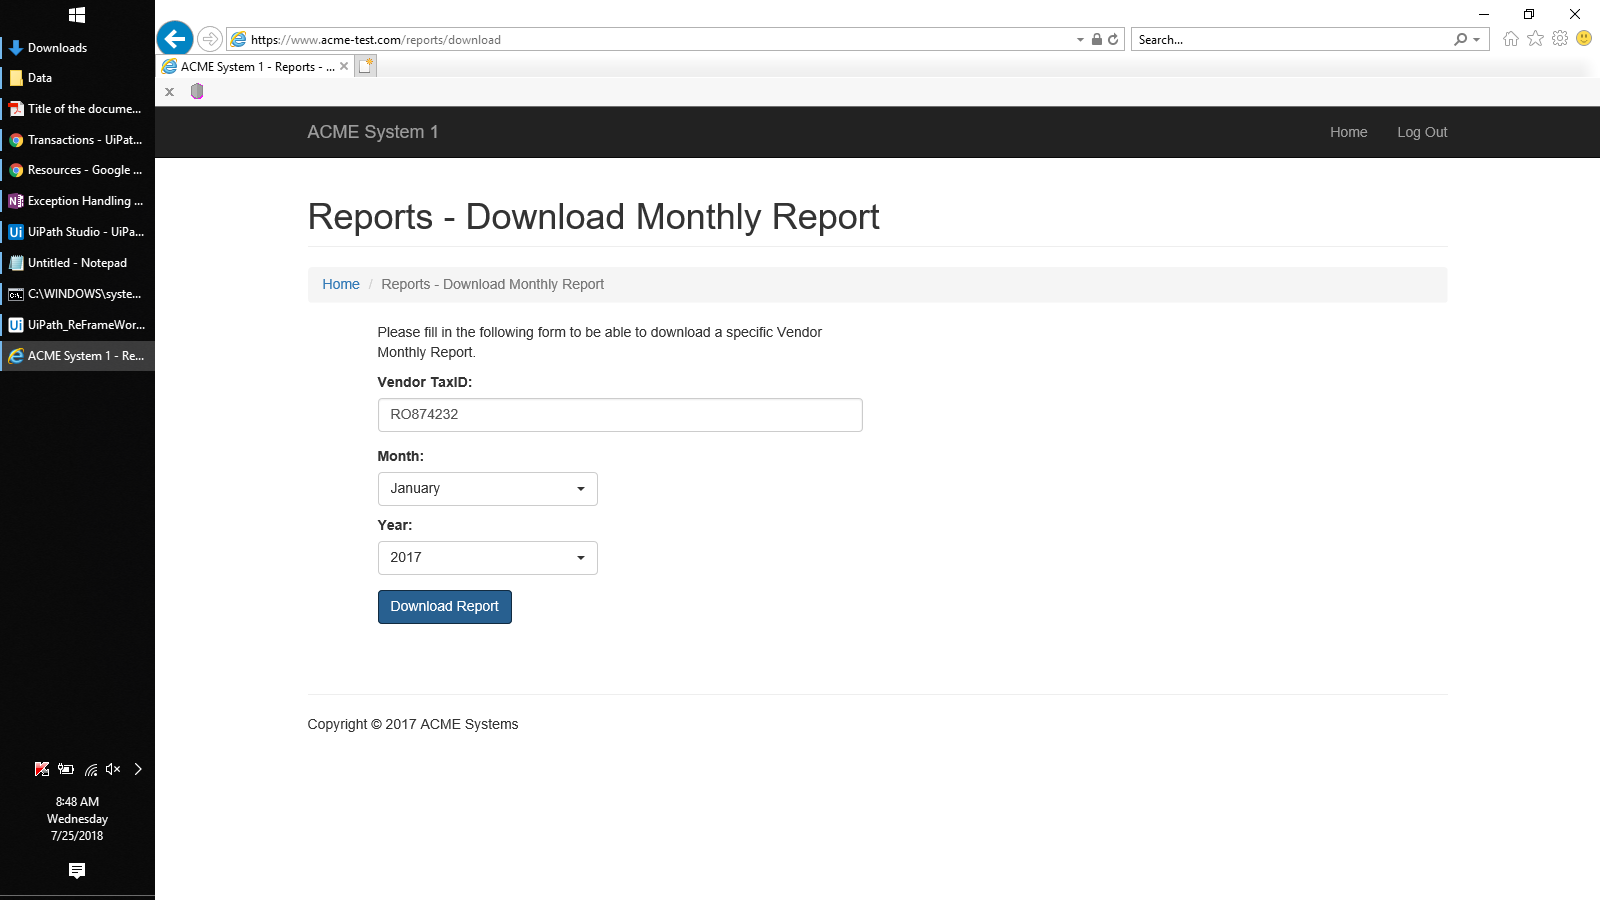 Downloads
Data
Title of the docume...
Transactions - UiPat...
Resources - Google ...
Exception Handling ...
UiPath Studio - UiPa...
Untitled - Notepad
C:\WINDOWS\syste...
UiPath_ReFrameWor...
ACME System 1 - Re...
8:48 AM
Wednesday
7/25/2018
https://www.acme-test.com/reports/download
Search...
ACME System 1 - Reports - ...
ACME System 1
Home
Log Out
Reports - Download Monthly Report
Home / Reports - Download Monthly Report
Please fill in the following form to be able to download a specific Vendor
Monthly Report.
Vendor TaxID:
RO874232
Month:
January
Year:
2017
Download Report
Copyright © 2017 ACME Systems